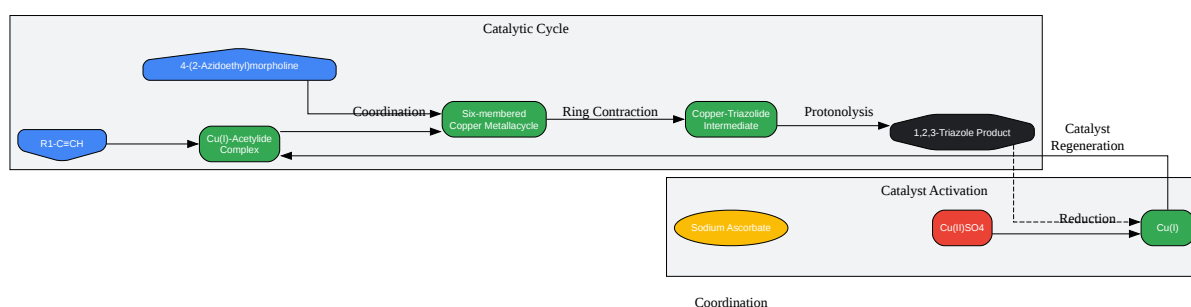 Catalytic Cycle
4-(2-Azidoethyl)morpholine
Coordination
Six-membered
Copper Metallacycle
Ring Contraction
Copper-Triazolide
Intermediate
Protonolysis
1,2,3-Triazole Product
R1-C≡CH
Cu(I)-Acetylide
Complex
Catalyst
Regeneration
Catalyst Activation
Sodium Ascorbate
Cu(II)SO4
Reduction
Cu(I)
Coordination